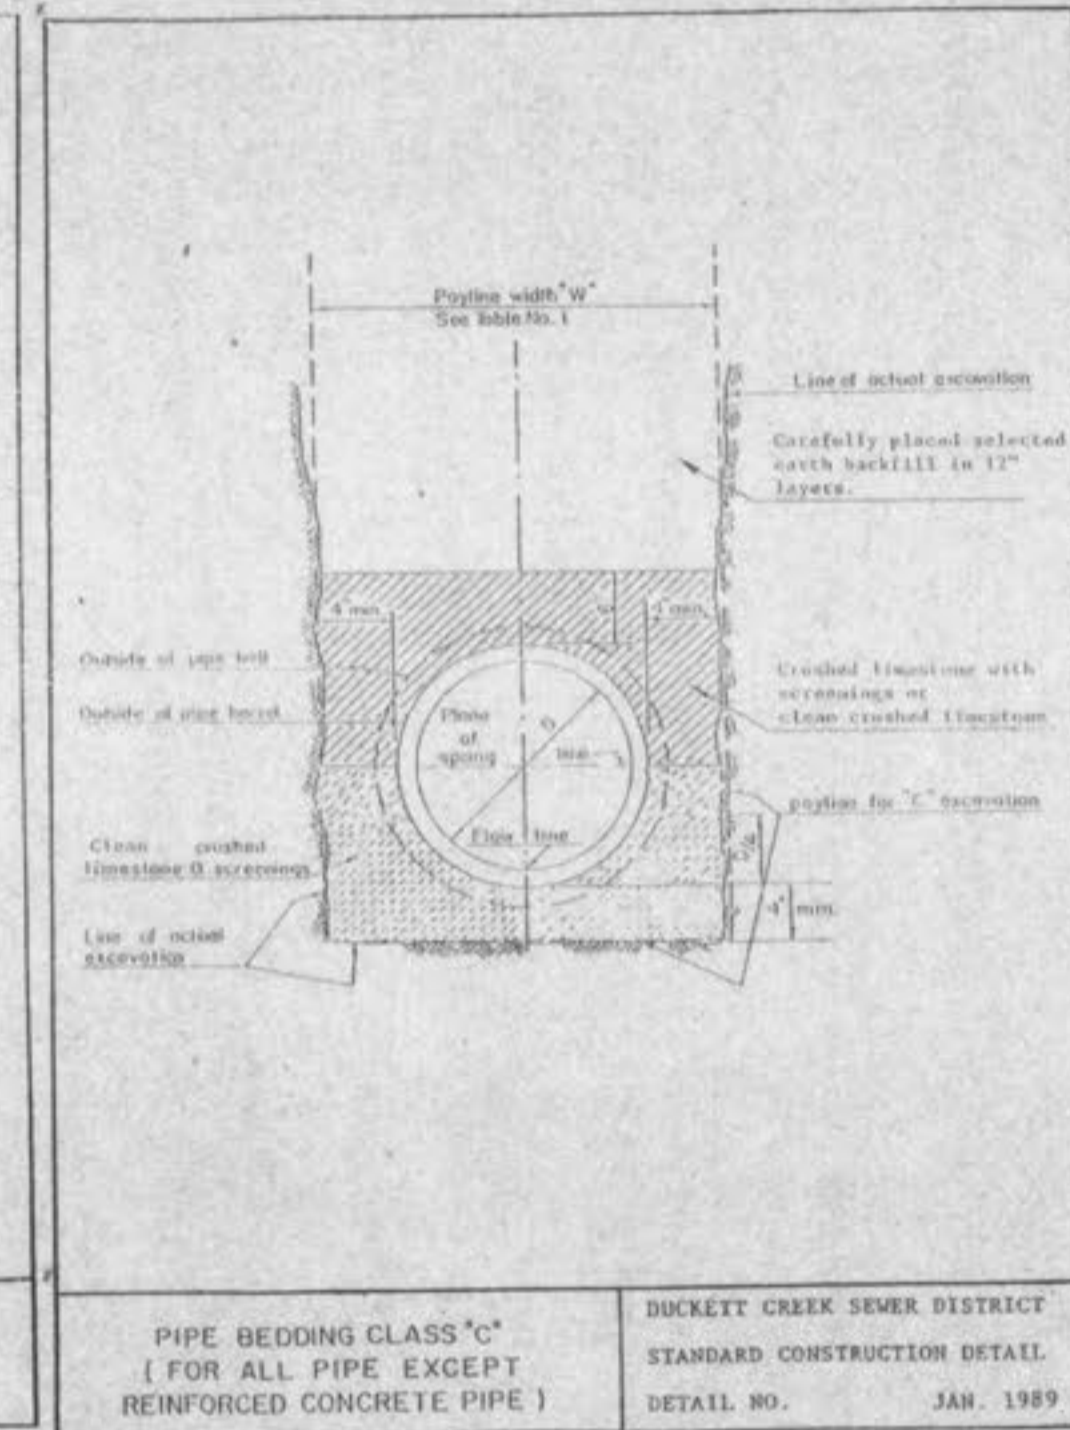 Payline width "W"
See Table No. 1
Line of actual excavation
Carefully placed selected
earth backfill in 12"
layers.
4" min.
4" min.
Outside of pipe bell
Outside of pipe barrel
Crushed limestone with
screenings or
clean crushed limestone
Plane
of
spring
line
D
Flow line
payline for "C" excavation
Clean crushed
limestone & screenings
4" min.
Line of actual
excavation
PIPE BEDDING CLASS "C"
( FOR ALL PIPE EXCEPT
REINFORCED CONCRETE PIPE )
DUCKETT CREEK SEWER DISTRICT
STANDARD CONSTRUCTION DETAIL
DETAIL NO. JAN. 1989